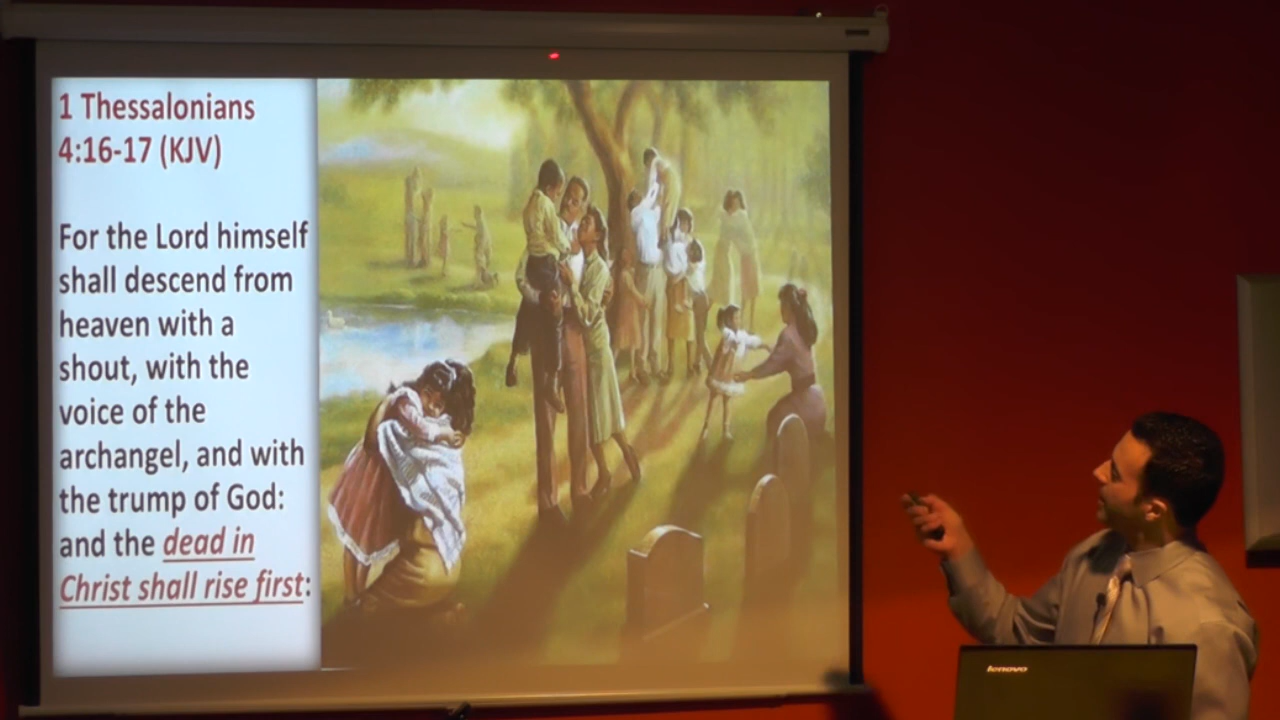 1 Thessalonians
4:16-17 (KJV)
For the Lord himself
shall descend from
heaven with a
shout, with the
voice of the
archangel, and with
the trump of God:
and the dead in
Christ shall rise first:
lenovo